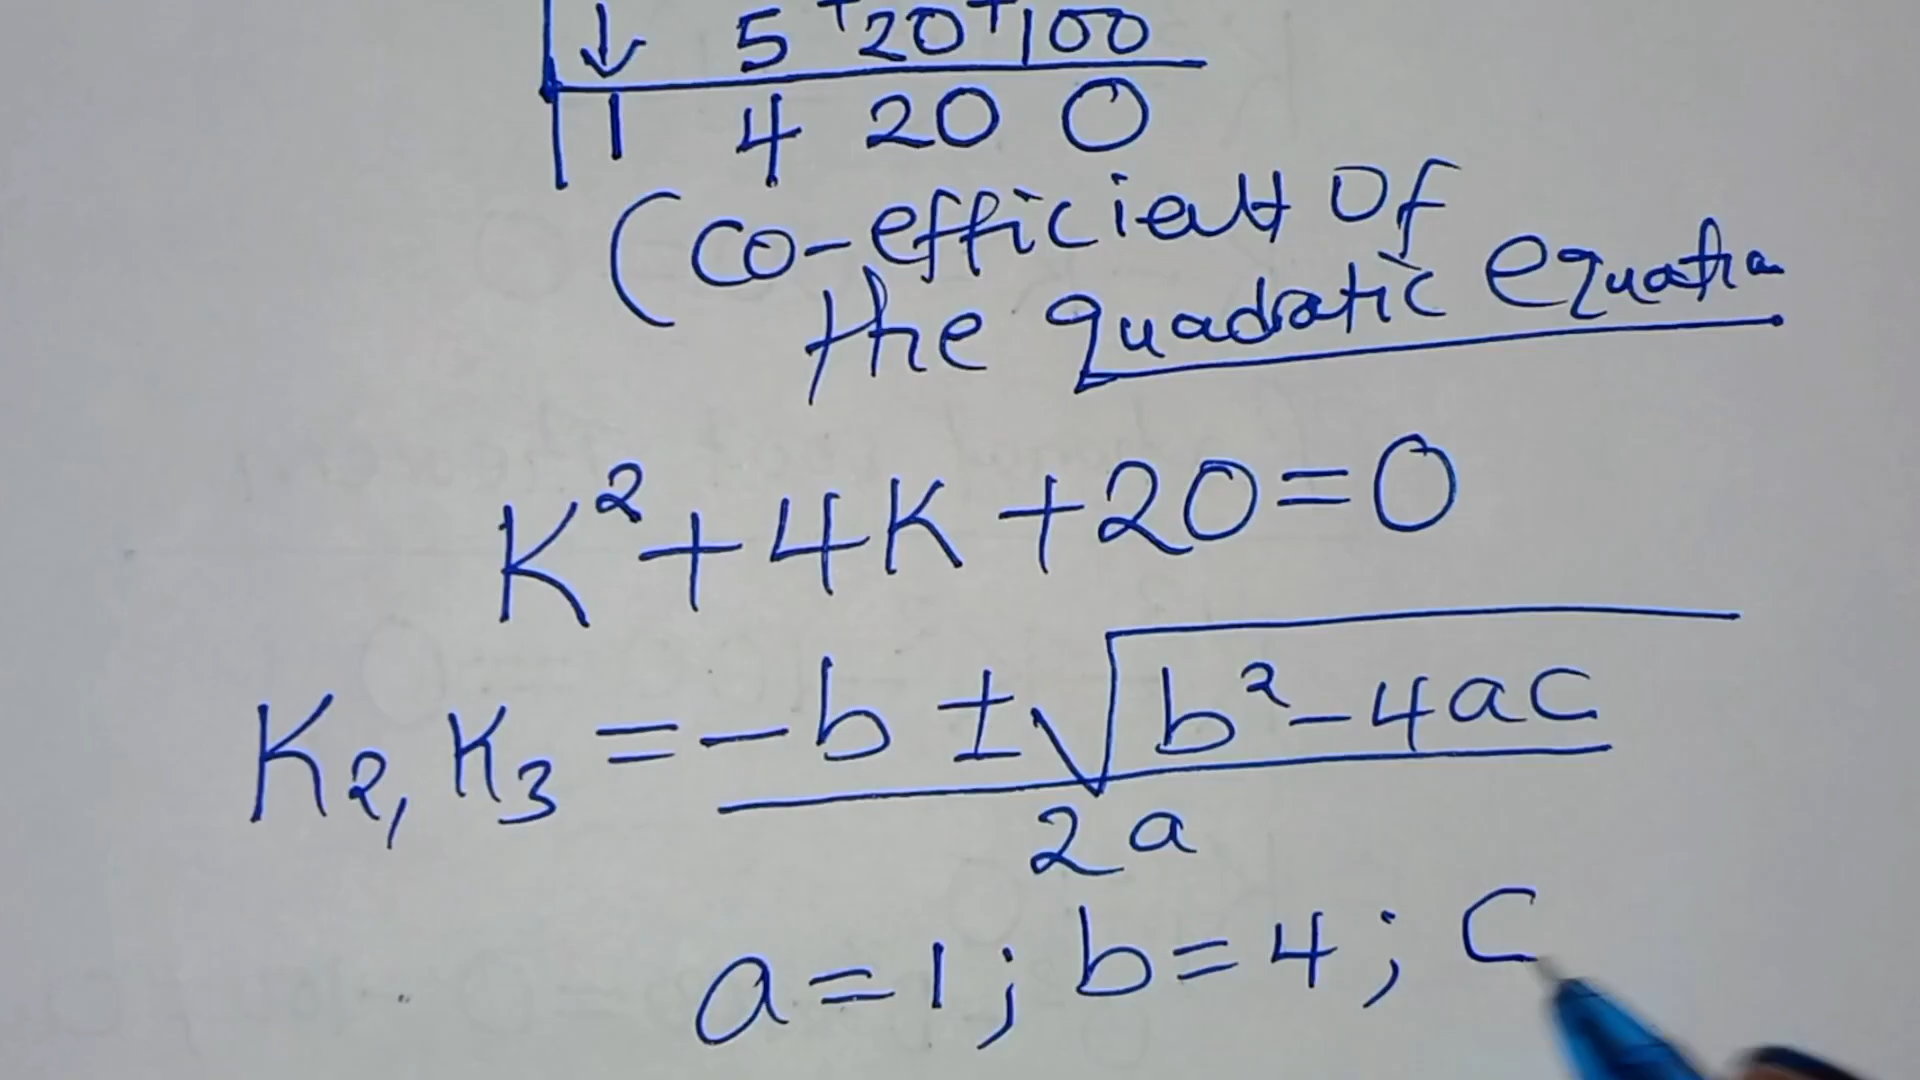 ↓ 5 +20 +100
1 4 20 0
(co-efficient of
the quadratic equatn
K²+4K+20=0
K₂, K₃ = -b ± √b²-4ac
2a
a=1; b=4; C